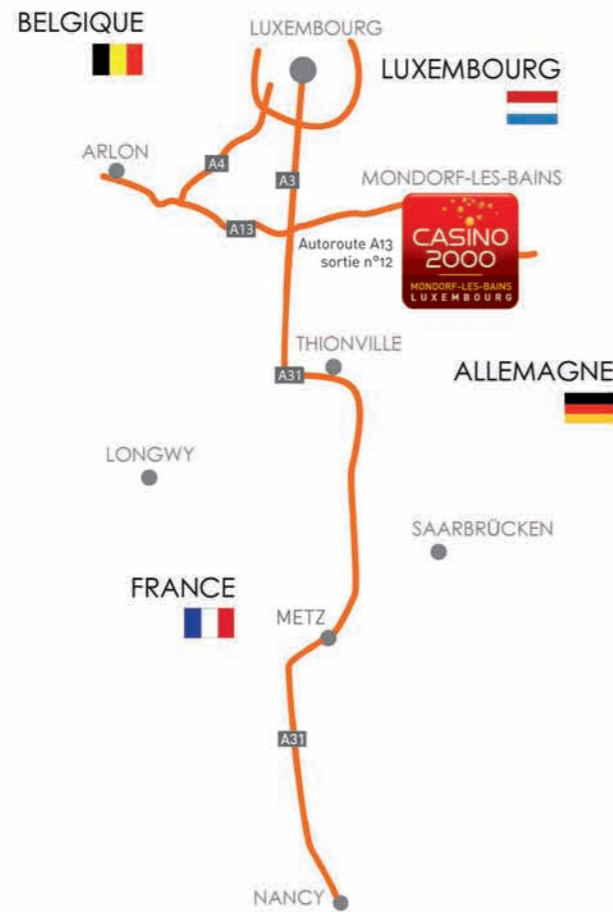 BELGIQUE
LUXEMBOURG
LUXEMBOURG
ARLON
A4
A3
MONDORF-LES-BAINS
A13
Autoroute A13
sortie n°12
CASINO
2000
MONDORF-LES-BAINS
LUXEMBOURG
THIONVILLE
A31
ALLEMAGNE
LONGWY
SAARBRÜCKEN
FRANCE
METZ
A31
NANCY